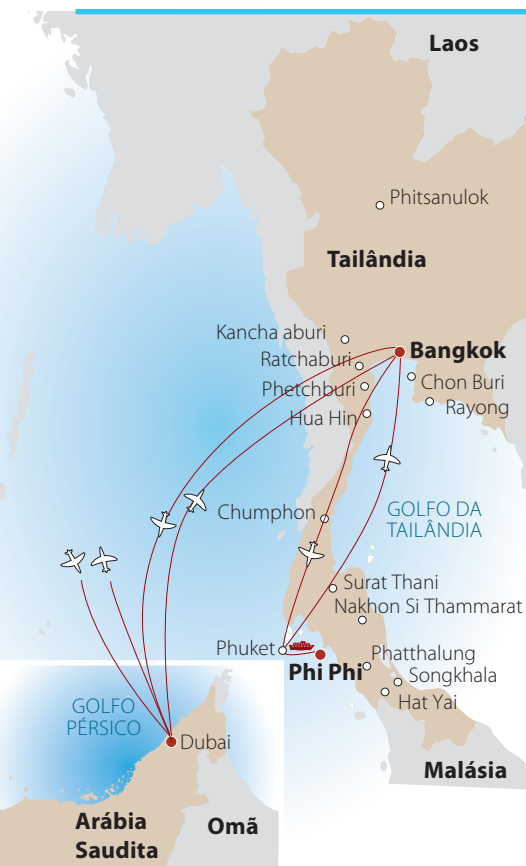 Laos
Phitsanulok
Tailândia
Kancha aburi
Bangkok
Ratchaburi
Chon Buri
Phetchburi
Rayong
Hua Hin
Chumphon
GOLFO DA
TAILÂNDIA
Surat Thani
Nakhon Si Thammarat
Phuket
Phi Phi
Phatthalung
Songkhala
Hat Yai
GOLFO
PÉRSICO
Dubai
Malásia
Arábia
Saudita
Omã